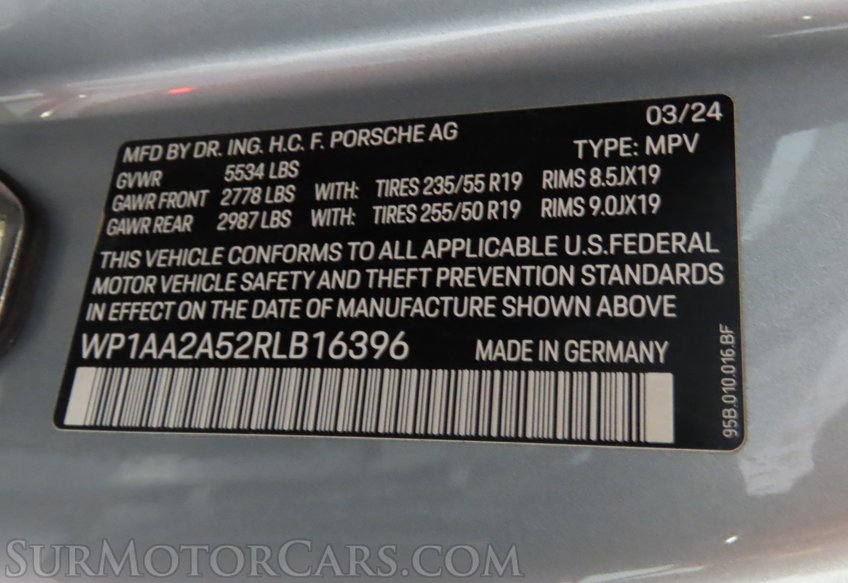 03/24
MFD BY DR. ING. H.C. F. PORSCHE AG
TYPE: MPV
GVWR 5534 LBS
GAWR FRONT 2778 LBS WITH: TIRES 235/55 R19 RIMS 8.5JX19
GAWR REAR 2987 LBS WITH: TIRES 255/50 R19 RIMS 9.0JX19
THIS VEHICLE CONFORMS TO ALL APPLICABLE U.S.FEDERAL
MOTOR VEHICLE SAFETY AND THEFT PREVENTION STANDARDS
IN EFFECT ON THE DATE OF MANUFACTURE SHOWN ABOVE
WP1AA2A52RLB16396 MADE IN GERMANY
95B.010.016.BF
SURMOTORCARS.COM